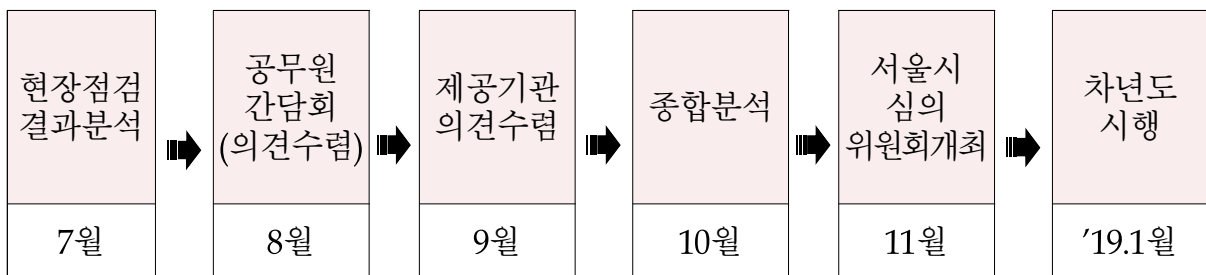 현장점검
결과분석
7월
공무원
간담회
(의견수렴)
8월
제공기관
의견수렴
9월
종합분석
10월
서울시
심의
위원회개최
11월
차년도
시행
'19.1월